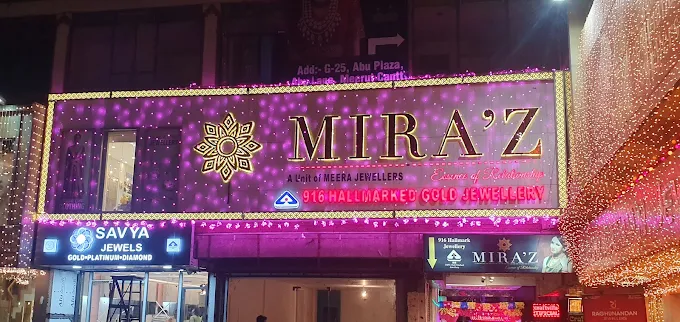 Add:- G-25, Abu Plaza,
Abu Lane, Meerut Cantt.
MIRA'Z
A Unit of MEERA JEWELLERS
Essence of Relationship
916 HALLMARKED GOLD JEWELLERY
SAVYA
JEWELS
GOLD•PLATINUM•DIAMOND
916 Hallmark
Jewellery
MIRA'Z
RAGHUNANDAN